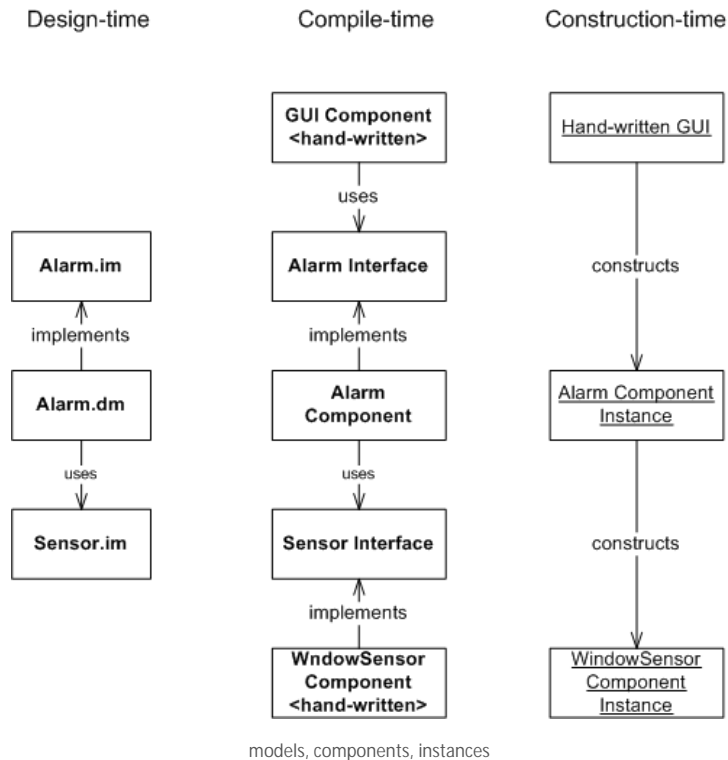 Design-time
Compile-time
Construction-time
GUI Component
<hand-written>
Hand-written GUI
uses
Alarm.im
Alarm Interface
constructs
implements
implements
Alarm.dm
Alarm
Component
Alarm Component
Instance
uses
uses
Sensor.im
Sensor Interface
constructs
implements
WndowSensor
Component
<hand-written>
WindowSensor
Component
Instance
models, components, instances